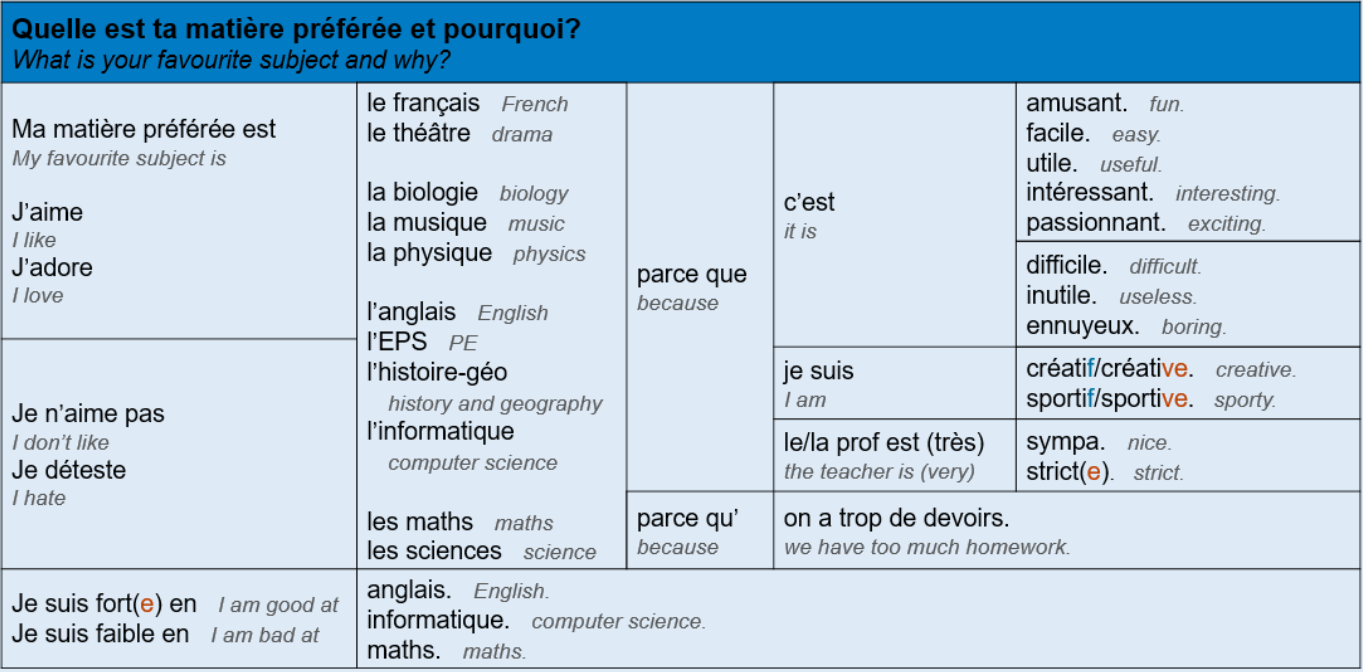 Quelle est ta matière préférée et pourquoi?
What is your favourite subject and why?
Ma matière préférée est
My favourite subject is
J'aime
I like
J'adore
I love
Je n'aime pas
I don't like
Je déteste
I hate
le français French
le théâtre drama
la biologie biology
la musique music
la physique physics
l'anglais English
l'EPS PE
l'histoire-géo
history and geography
l'informatique
computer science
les maths maths
les sciences science
parce que
because
c'est
it is
amusant. fun.
facile. easy.
utile. useful.
intéressant. interesting.
passionnant. exciting.
difficile. difficult.
inutile. useless.
ennuyeux. boring.
je suis
I am
créatif/créative. creative.
sportif/sportive. sporty.
le/la prof est (très)
the teacher is (very)
sympa. nice.
strict(e). strict.
parce qu'
because
on a trop de devoirs.
we have too much homework.
Je suis fort(e) en I am good at
Je suis faible en I am bad at
anglais. English.
informatique. computer science.
maths. maths.